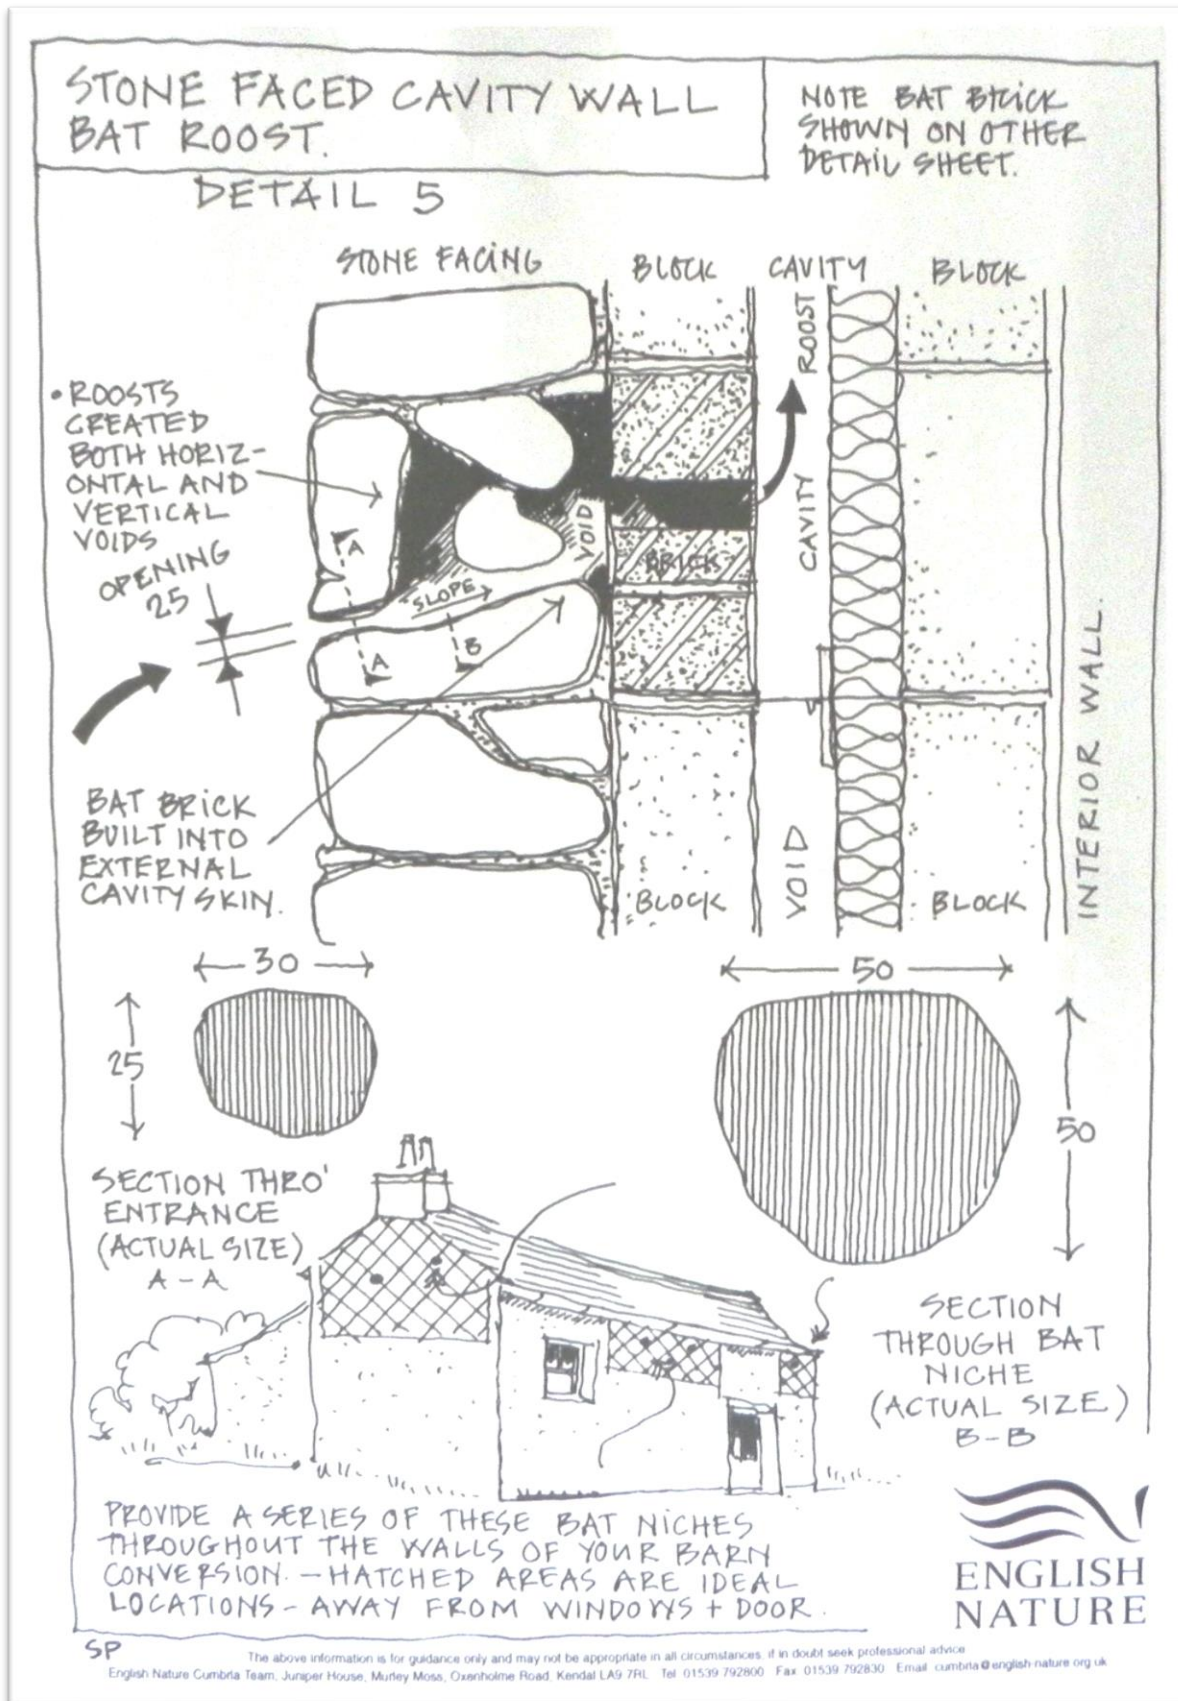 STONE FACED CAVITY WALL
BAT ROOST.
NOTE BAT BRICK
SHOWN ON OTHER
DETAIL SHEET.
DETAIL 5
STONE FACING
BLOCK
CAVITY
BLOCK
ROOST
CAVITY
• ROOSTS
CREATED
BOTH HORIZ-
ONTAL AND
VERTICAL
VOIDS
OPENING
25
A
A
SLOPE
B
VOID
BRICK
INTERIOR WALL.
BAT BRICK
BUILT INTO
EXTERNAL
CAVITY SKIN.
VOID
BLOCK
BLOCK
30
25
50
50
SECTION THRO'
ENTRANCE
(ACTUAL SIZE)
A - A
SECTION
THROUGH BAT
NICHE
(ACTUAL SIZE)
B - B
PROVIDE A SERIES OF THESE BAT NICHES
THROUGHOUT THE WALLS OF YOUR BARN
CONVERSION. - HATCHED AREAS ARE IDEAL
LOCATIONS - AWAY FROM WINDOWS + DOOR.
ENGLISH
NATURE
SP
The above information is for guidance only and may not be appropriate in all circumstances, if in doubt seek professional advice
English Nature Cumbria Team, Juniper House, Murley Moss, Oxenholme Road, Kendal LA9 7RL Tel 01539 792800 Fax 01539 792830 Email cumbria@english-nature.org.uk